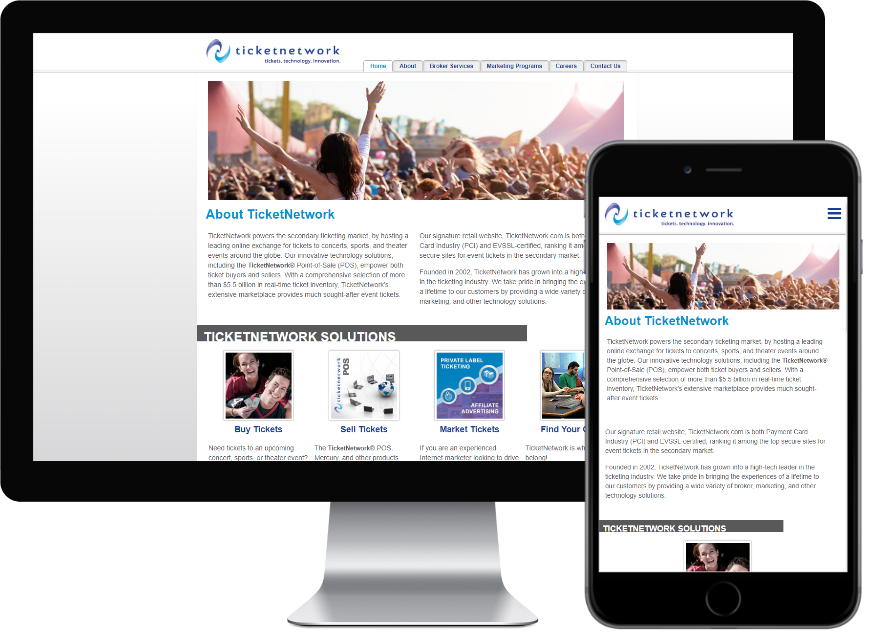 ticketnetwork
tickets. technology. innovation.
Home About Broker Services Marketing Programs Careers Contact Us
About TicketNetwork
TicketNetwork powers the secondary ticketing market, by hosting a
leading online exchange for tickets to concerts, sports, and theater
events around the globe. Our innovative technology solutions,
including the TicketNetwork® Point-of-Sale (POS), empower both
ticket buyers and sellers. With a comprehensive selection of more
than $5.5 billion in real-time ticket inventory, TicketNetwork's
extensive marketplace provides much sought-after event tickets.
Our signature retail website, TicketNetwork.com is both
Card Industry (PCI) and EVSSL-certified, ranking it amo
secure sites for event tickets in the secondary market.
Founded in 2002, TicketNetwork has grown into a high-
in the ticketing industry. We take pride in bringing the ex
a lifetime to our customers by providing a wide variety o
marketing, and other technology solutions.
TICKETNETWORK SOLUTIONS
ticketnetwork
POS
PRIVATE LABEL
TICKETING
AFFILIATE
ADVERTISING
Buy Tickets
Sell Tickets
Market Tickets
Find Your
Need tickets to an upcoming
concert, sports, or theater event?
The TicketNetwork® POS,
Mercury, and other products
If you are an experienced
Internet marketer looking to drive
TicketNetwork is wh
belong!
ticketnetwork
tickets. technology. innovation.
About TicketNetwork
TicketNetwork powers the secondary ticketing market, by hosting a leading
online exchange for tickets to concerts, sports, and theater events around
the globe. Our innovative technology solutions, including the TicketNetwork®
Point-of-Sale (POS), empower both ticket buyers and sellers. With a
comprehensive selection of more than $5.5 billion in real-time ticket
inventory, TicketNetwork's extensive marketplace provides much sought-
after event tickets.
Our signature retail website, TicketNetwork.com is both Payment Card
Industry (PCI) and EVSSL-certified, ranking it among the top secure sites for
event tickets in the secondary market.
Founded in 2002, TicketNetwork has grown into a high-tech leader in the
ticketing industry. We take pride in bringing the experiences of a lifetime to
our customers by providing a wide variety of broker, marketing, and other
technology solutions.
TICKETNETWORK SOLUTIONS